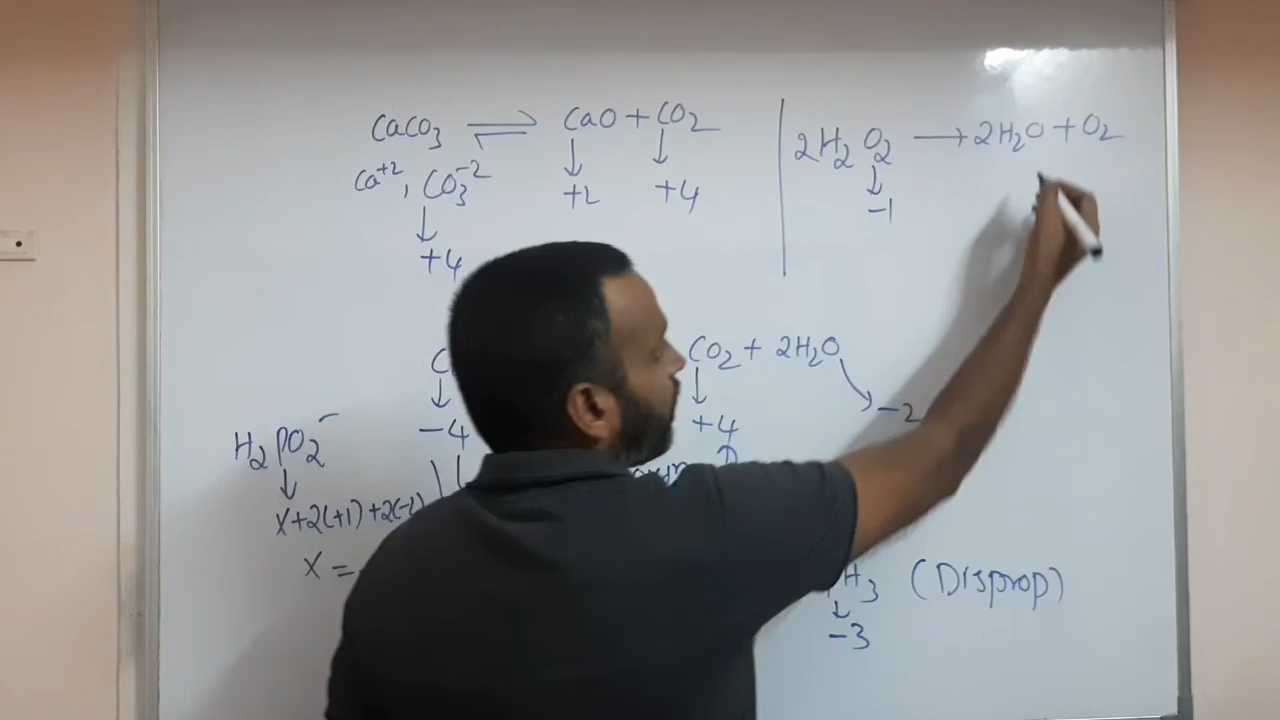 CaCO3 ⇌ CaO + CO2
Ca+2, CO3-2
↓ ↓ ↓
+4 +2 +4
2H2O2 → 2H2O + O2
↓
-1
CO2 + 2H2O
↓
-4 +4 -2
H2PO2-
↓
x+2(+1)+2(-2)
x =
H3 (Disprop)
↓
-3